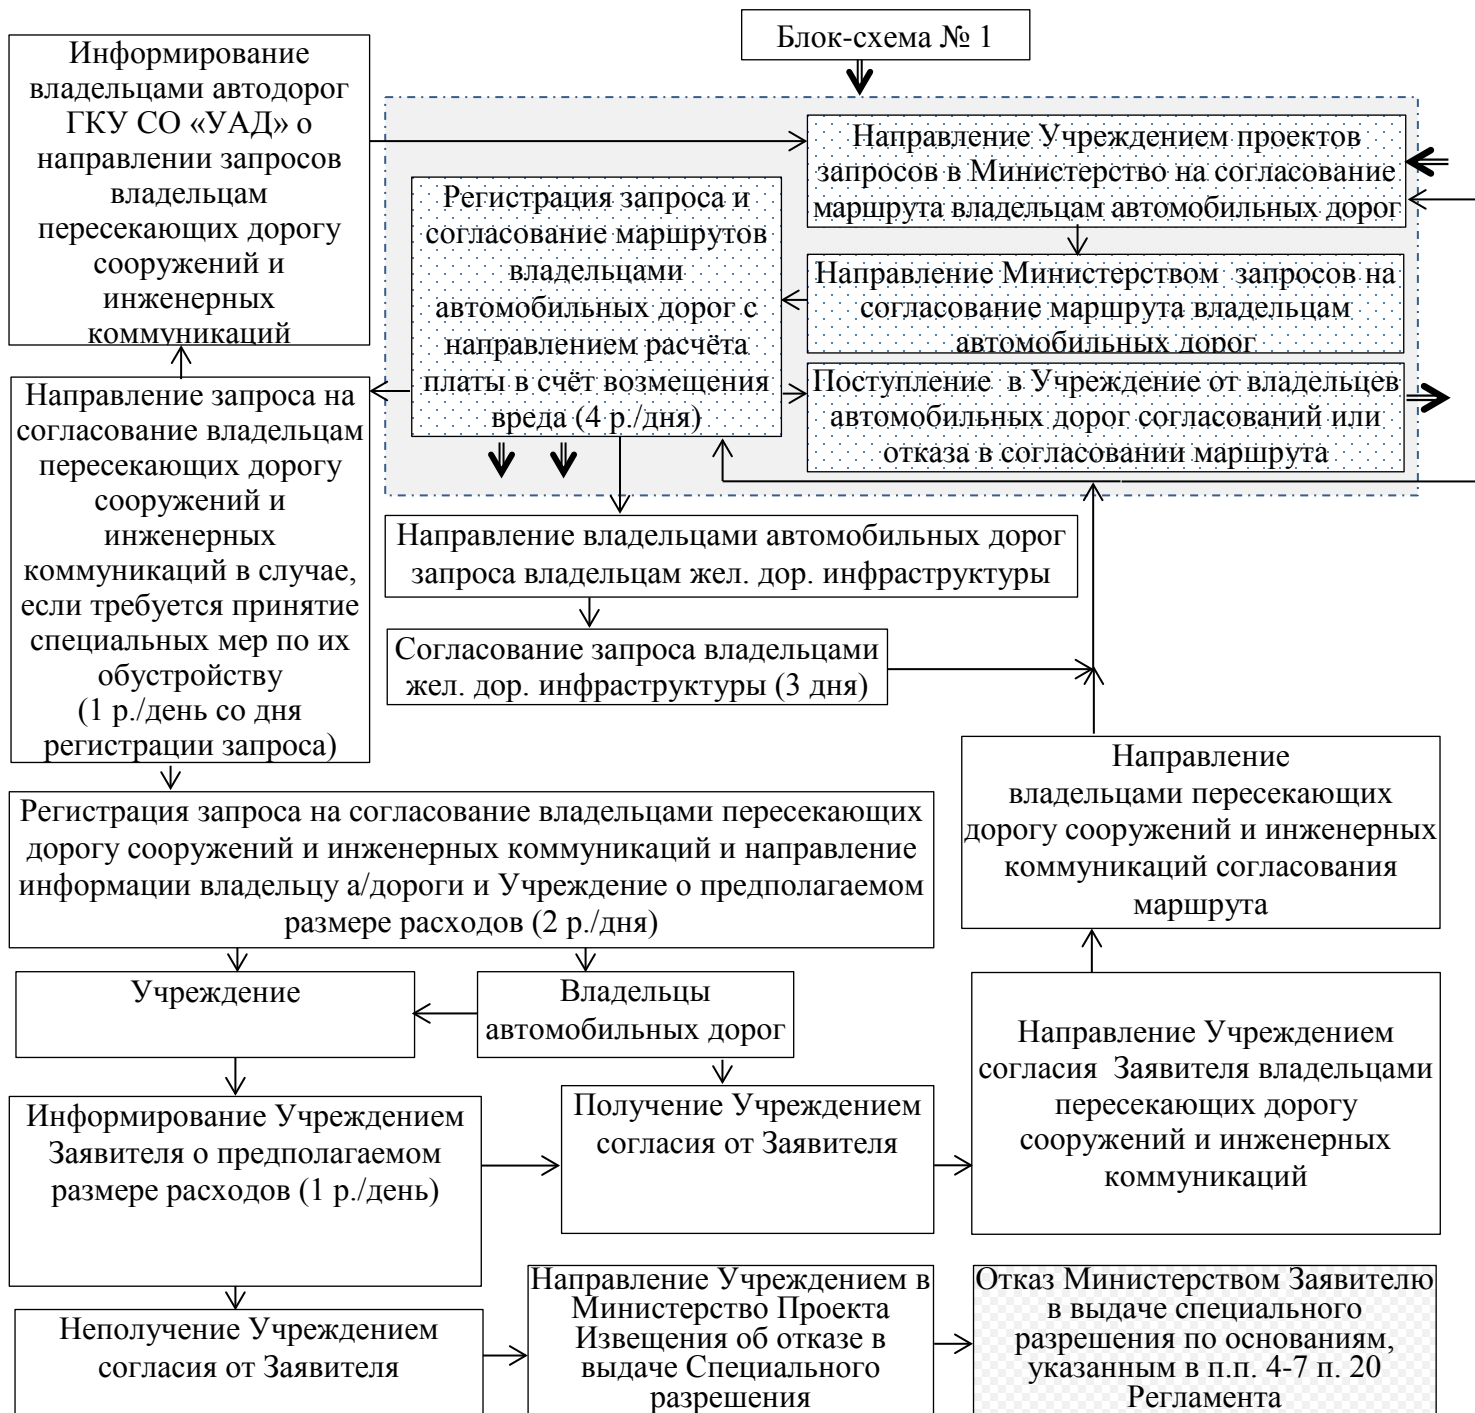 Блок-схема № 1
Информирование
владельцами автодорог
ГКУ СО «УАД» о
направлении запросов
владельцам
пересекающих дорогу
сооружений и
инженерных
коммуникаций
Направление Учреждением проектов
запросов в Министерство на согласование
маршрута владельцам автомобильных дорог
Регистрация запроса и
согласование маршрутов
владельцами
автомобильных дорог с
направлением расчёта
платы в счёт возмещения
вреда (4 р./дня)
Направление Министерством запросов на
согласование маршрута владельцам
автомобильных дорог
Поступление в Учреждение от владельцев
автомобильных дорог согласований или
отказа в согласовании маршрута
Направление запроса на
согласование владельцам
пересекающих дорогу
сооружений и
инженерных
коммуникаций в случае,
если требуется принятие
специальных мер по их
обустройству
(1 р./день со дня
регистрации запроса)
Направление владельцами автомобильных дорог
запроса владельцам жел. дор. инфраструктуры
Согласование запроса владельцами
жел. дор. инфраструктуры (3 дня)
Направление
владельцами пересекающих
дорогу сооружений и инженерных
коммуникаций согласования
маршрута
Регистрация запроса на согласование владельцами пересекающих
дорогу сооружений и инженерных коммуникаций и направление
информации владельцу а/дороги и Учреждение о предполагаемом
размере расходов (2 р./дня)
Учреждение
Владельцы
автомобильных дорог
Направление Учреждением
согласия Заявителя владельцами
пересекающих дорогу
сооружений и инженерных
коммуникаций
Информирование Учреждением
Заявителя о предполагаемом
размере расходов (1 р./день)
Получение Учреждением
согласия от Заявителя
Неполучение Учреждением
согласия от Заявителя
Направление Учреждением в
Министерство Проекта
Извещения об отказе в
выдаче Специального
разрешения
Отказ Министерством Заявителю
в выдаче специального
разрешения по основаниям,
указанным в п.п. 4-7 п. 20
Регламента